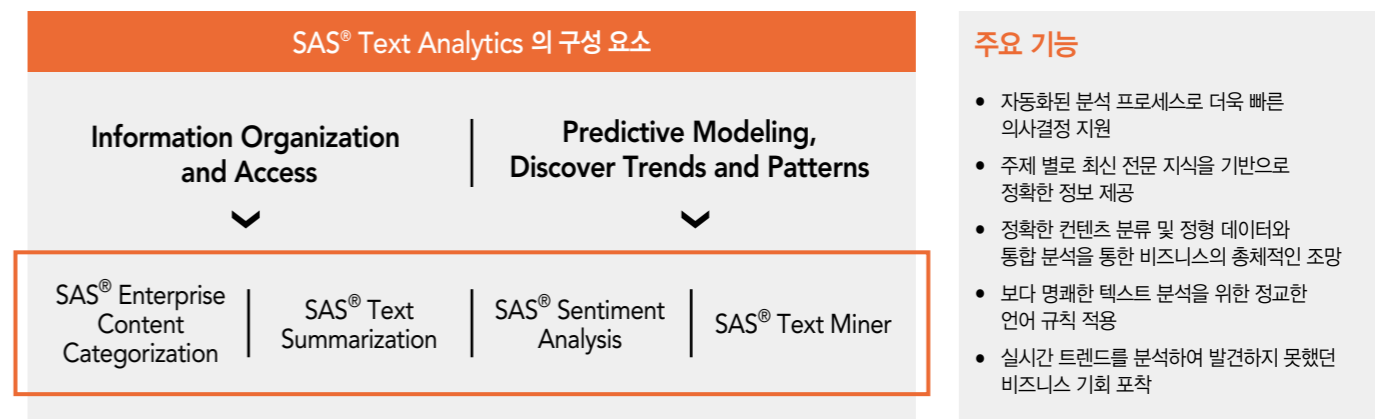 SAS® Text Analytics 의 구성 요소
Information Organization
and Access
Predictive Modeling,
Discover Trends and Patterns
SAS® Enterprise
Content
Categorization
SAS® Text
Summarization
SAS® Sentiment
Analysis
SAS® Text Miner
주요 기능
• 자동화된 분석 프로세스로 더욱 빠른
의사결정 지원
• 주제 별로 최신 전문 지식을 기반으로
정확한 정보 제공
• 정확한 컨텐츠 분류 및 정형 데이터와
통합 분석을 통한 비즈니스의 총체적인 조망
• 보다 명쾌한 텍스트 분석을 위한 정교한
언어 규칙 적용
• 실시간 트렌드를 분석하여 발견하지 못했던
비즈니스 기회 포착